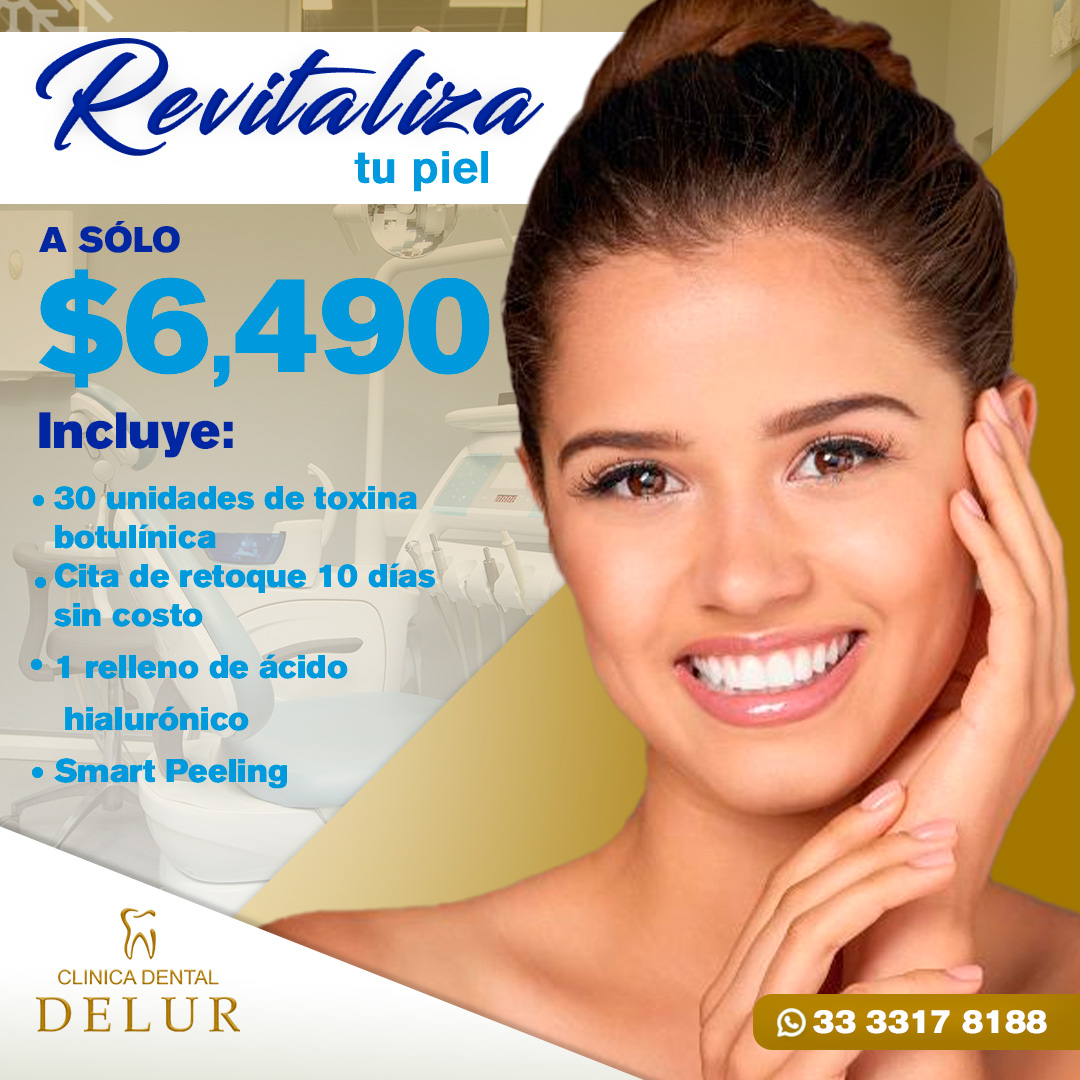 Revitaliza
tu piel
A SÓLO
$6,490
Incluye:
• 30 unidades de toxina
botulínica
• Cita de retoque 10 días
sin costo
• 1 relleno de ácido
hialurónico
• Smart Peeling
CLINICA DENTAL
DELUR
33 3317 8188